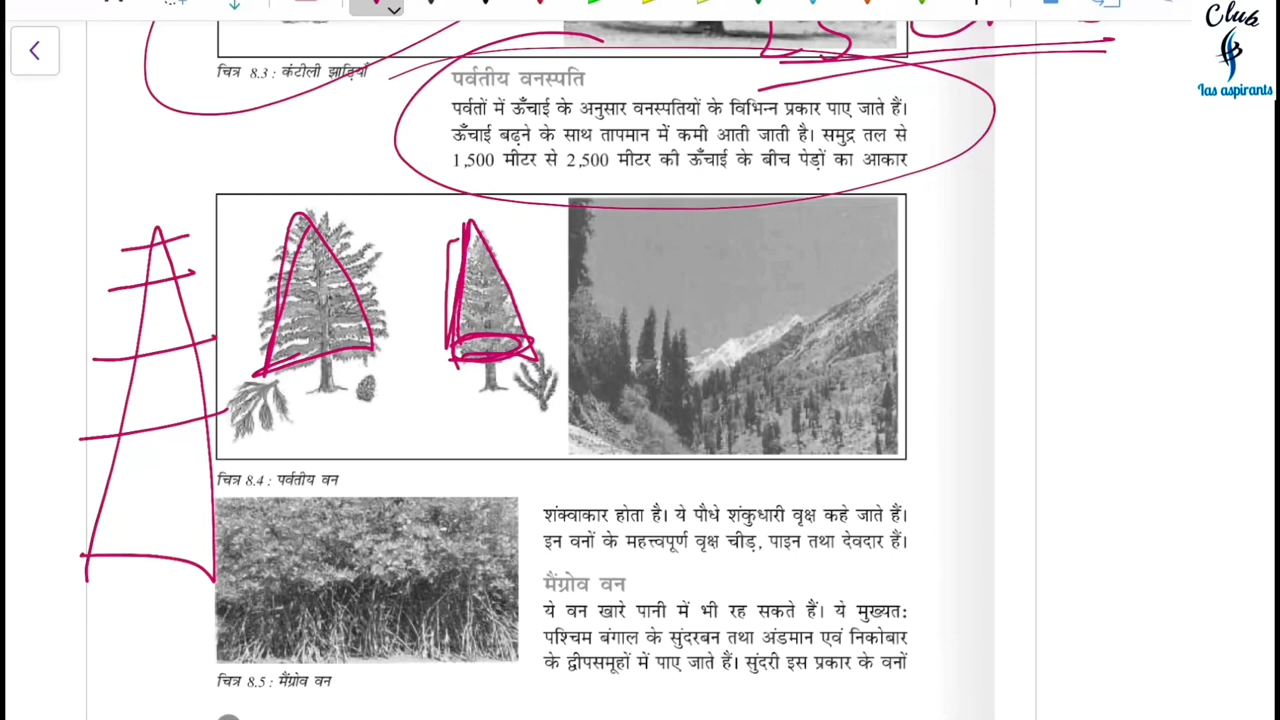 Club
Ias aspirants
चित्र 8.3 : कंटीली झाड़ियाँ
पर्वतीय वनस्पति
पर्वतों में ऊँचाई के अनुसार वनस्पतियों के विभिन्न प्रकार पाए जाते हैं।
ऊँचाई बढ़ने के साथ तापमान में कमी आती जाती है। समुद्र तल से
1,500 मीटर से 2,500 मीटर की ऊँचाई के बीच पेड़ों का आकार
चित्र 8.4 : पर्वतीय वन
शंक्वाकार होता है। ये पौधे शंकुधारी वृक्ष कहे जाते हैं।
इन वनों के महत्त्वपूर्ण वृक्ष चीड़, पाइन तथा देवदार हैं।
मैंग्रोव वन
ये वन खारे पानी में भी रह सकते हैं। ये मुख्यत:
पश्चिम बंगाल के सुंदरबन तथा अंडमान एवं निकोबार
के द्वीपसमूहों में पाए जाते हैं। सुंदरी इस प्रकार के वनों
चित्र 8.5 : मैंग्रोव वन